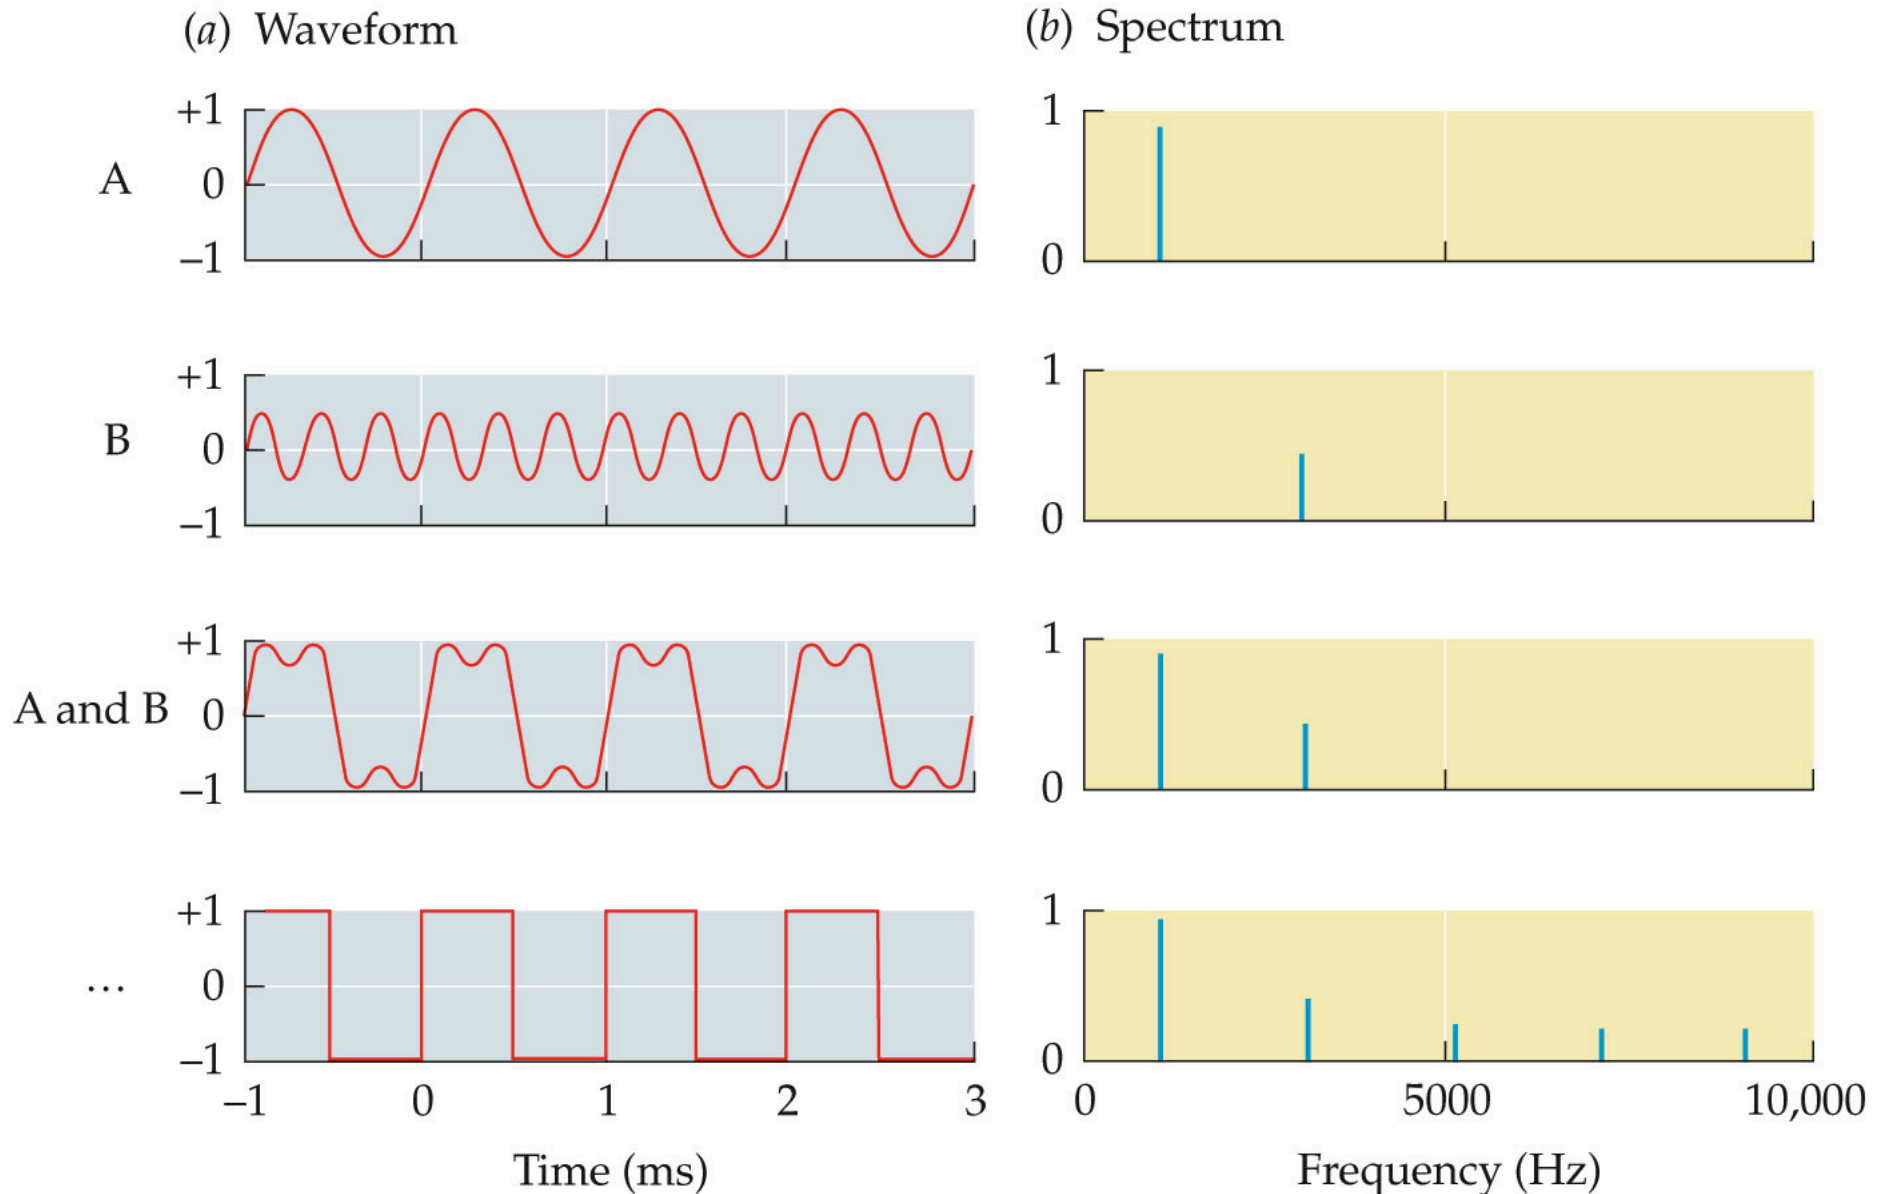 (a) Waveform
(b) Spectrum
+1
A 0
−1
1
0
+1
B 0
−1
1
0
+1
A and B 0
−1
1
0
+1
… 0
−1
1
0
−1 0 1 2 3
0 5000 10,000
Time (ms)
Frequency (Hz)